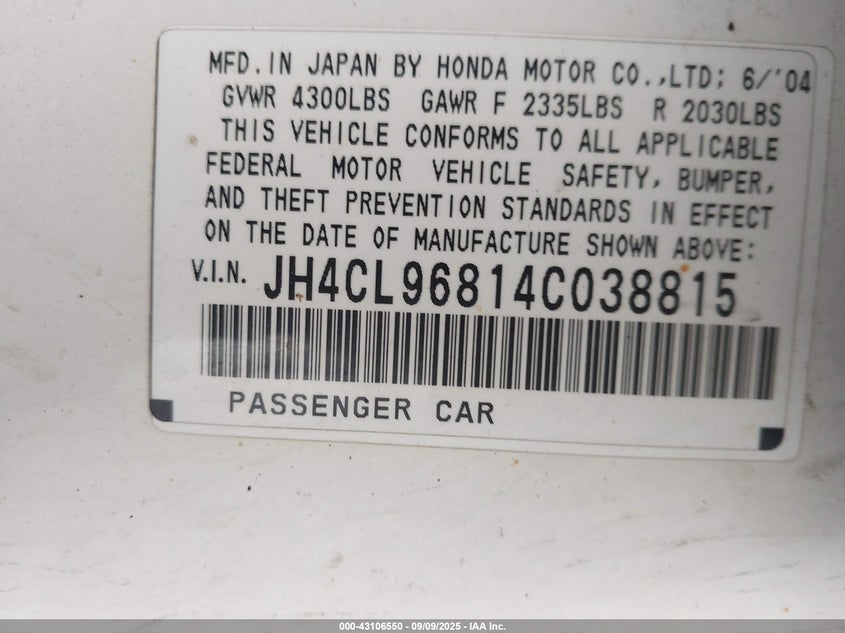 MFD. IN JAPAN BY HONDA MOTOR CO.,LTD; 6/'04
GVWR 4300LBS GAWR F 2335LBS R 2030LBS
THIS VEHICLE CONFORMS TO ALL APPLICABLE
FEDERAL MOTOR VEHICLE SAFETY, BUMPER,
AND THEFT PREVENTION STANDARDS IN EFFECT
ON THE DATE OF MANUFACTURE SHOWN ABOVE:
V.I.N. JH4CL96814C038815
PASSENGER CAR
000-43106550 / 09/09/2025 - IAA Inc.